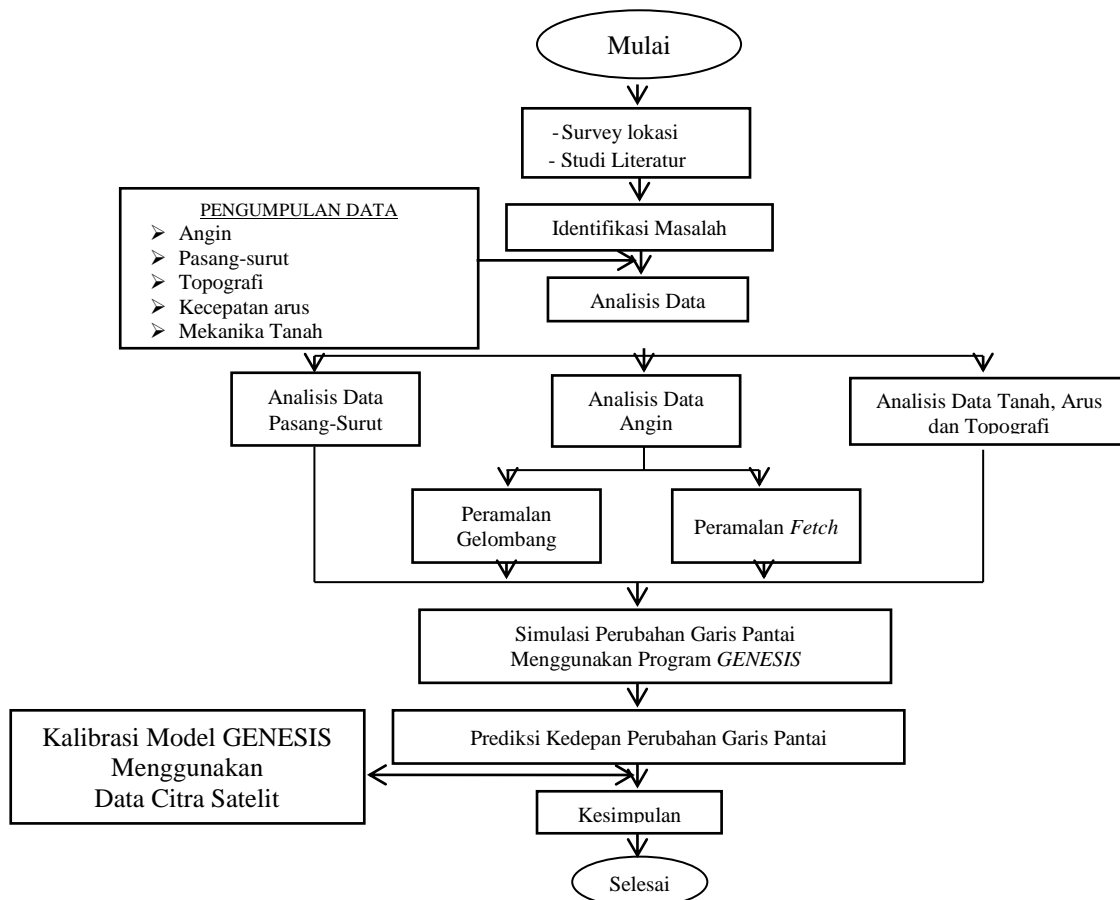 Mulai
- Survey lokasi
- Studi Literatur
PENGUMPULAN DATA
➢ Angin
➢ Pasang-surut
➢ Topografi
➢ Kecepatan arus
➢ Mekanika Tanah
Identifikasi Masalah
Analisis Data
Analisis Data
Pasang-Surut
Analisis Data
Angin
Analisis Data Tanah, Arus
dan Topografi
Peramalan
Gelombang
Peramalan Fetch
Simulasi Perubahan Garis Pantai
Menggunakan Program GENESIS
Prediksi Kedepan Perubahan Garis Pantai
Kalibrasi Model GENESIS
Menggunakan
Data Citra Satelit
Kesimpulan
Selesai